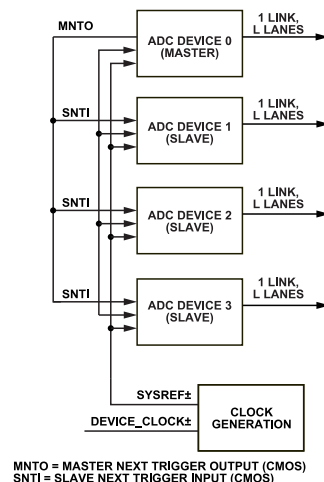 MNTO
ADC DEVICE 0
(MASTER)
1 LINK,
L LANES
SNTI
ADC DEVICE 1
(SLAVE)
1 LINK,
L LANES
SNTI
ADC DEVICE 2
(SLAVE)
1 LINK,
L LANES
SNTI
ADC DEVICE 3
(SLAVE)
1 LINK,
L LANES
SYSREF±
DEVICE_CLOCK±
CLOCK
GENERATION
MNTO = MASTER NEXT TRIGGER OUTPUT (CMOS)
SNTI = SLAVE NEXT TRIGGER INPUT (CMOS)